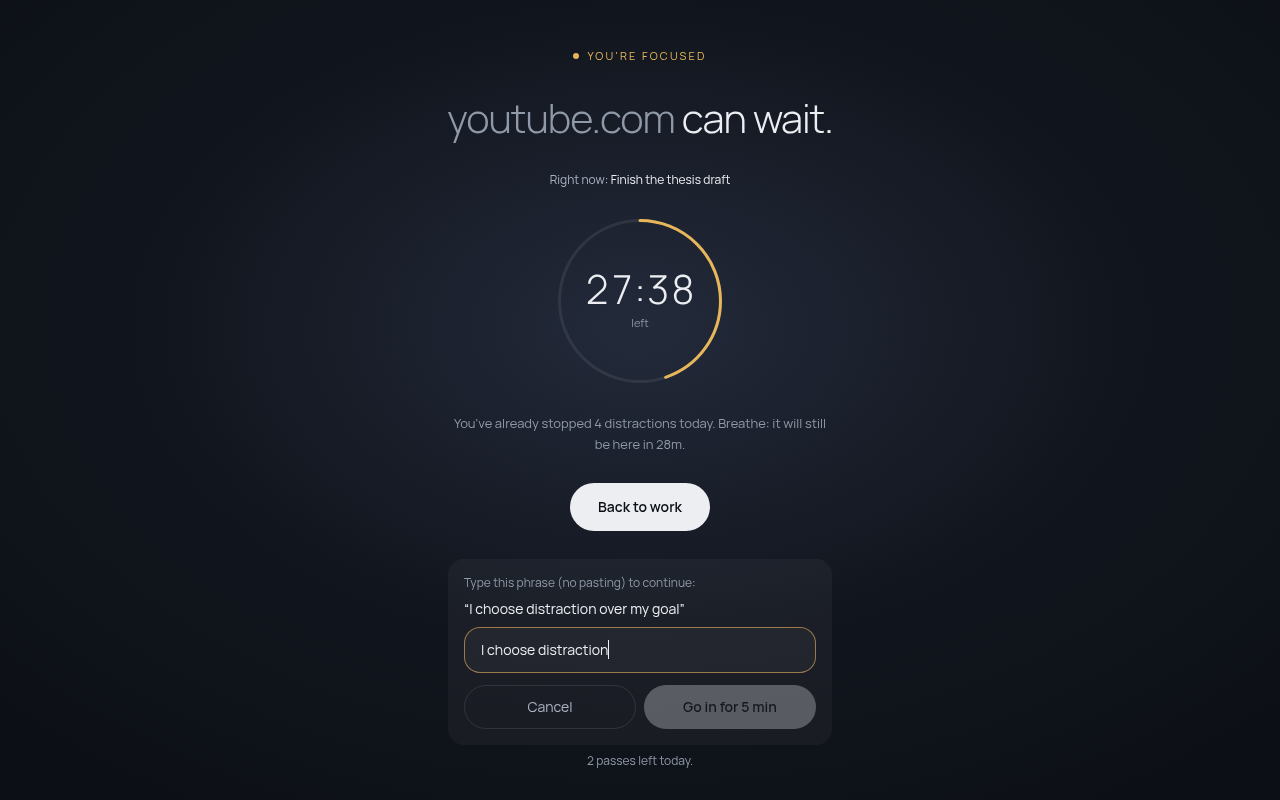 YOU'RE FOCUSED
youtube.com can wait.
Right now: Finish the thesis draft
27:38
left
You've already stopped 4 distractions today. Breathe: it will still
be here in 28m.
Back to work
Type this phrase (no pasting) to continue:
“I choose distraction over my goal”
I choose distraction
Cancel
Go in for 5 min
2 passes left today.